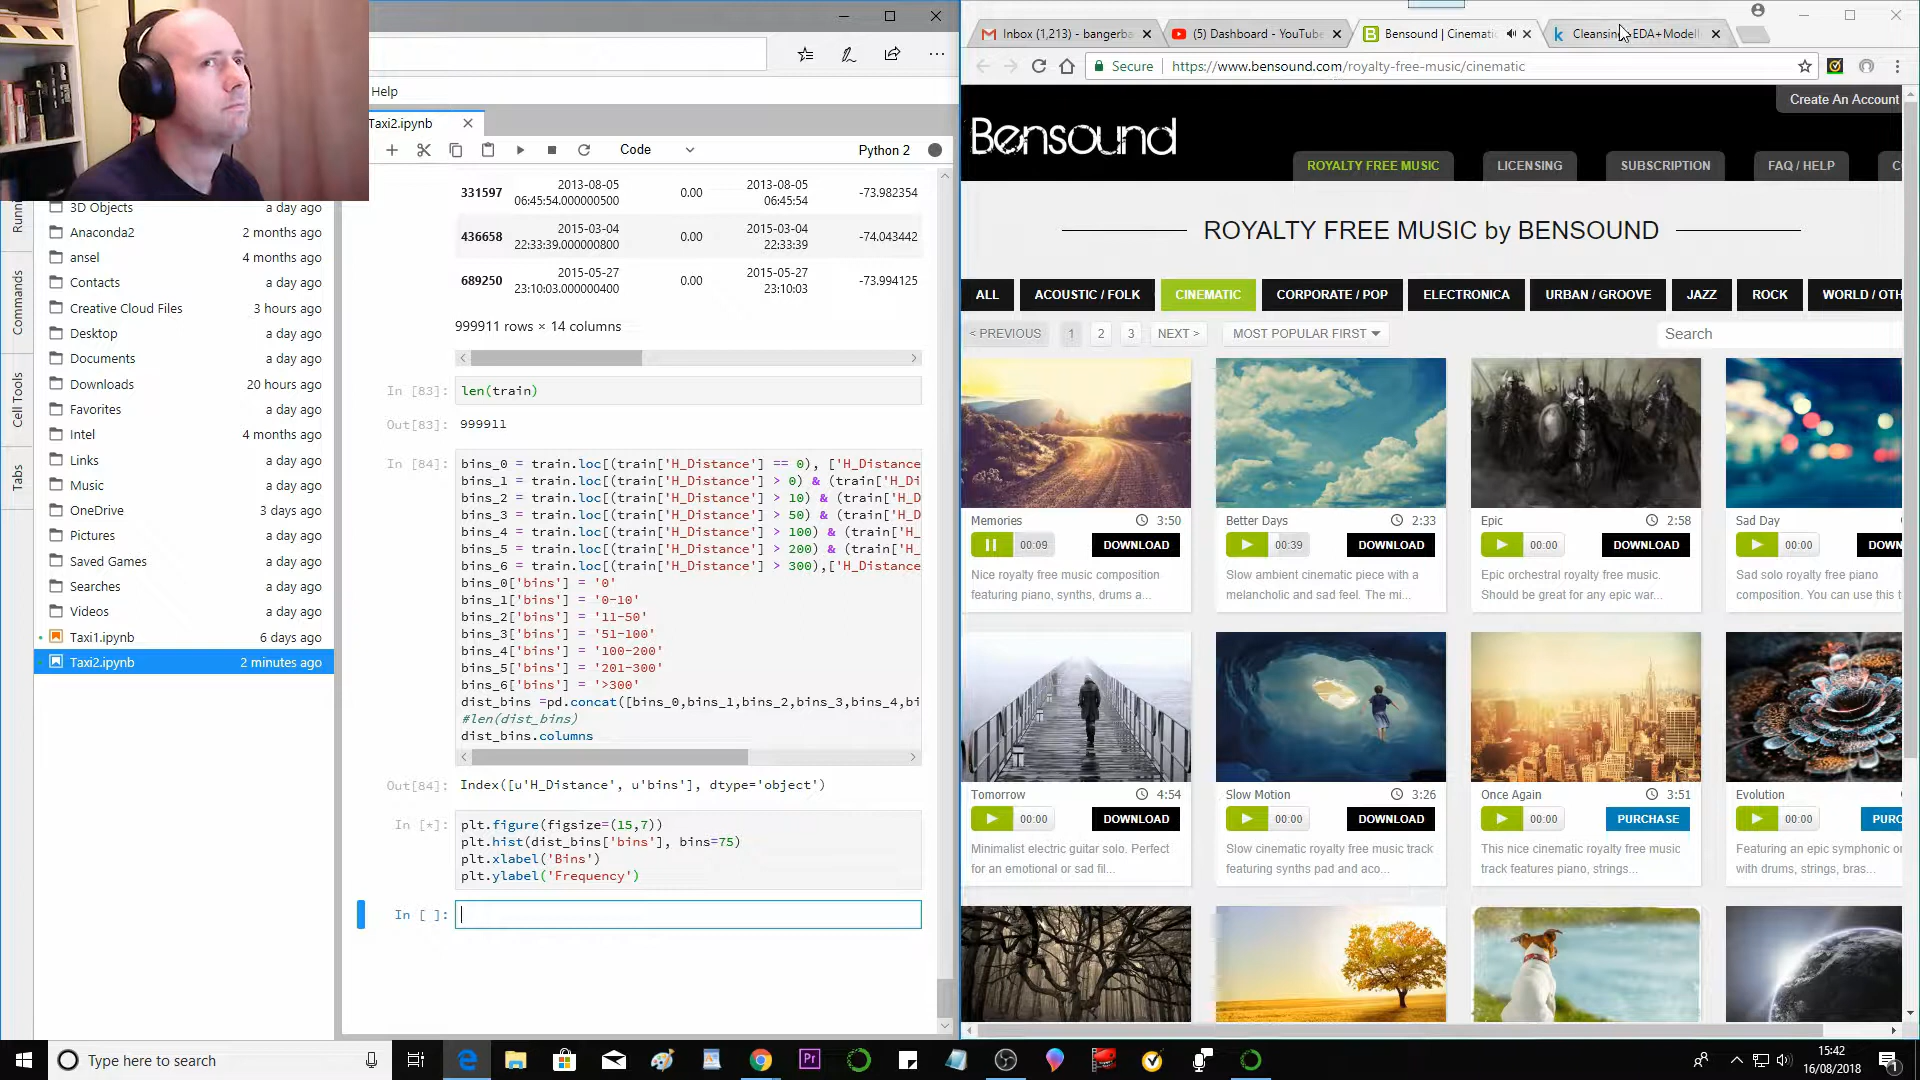 Help
Taxi2.ipynb
Code
Python 2
Commands
Cell Tools
Tabs
3D Objects a day ago
Anaconda2 2 months ago
ansel 4 months ago
Contacts a day ago
Creative Cloud Files 3 hours ago
Desktop a day ago
Documents a day ago
Downloads 20 hours ago
Favorites a day ago
Intel 4 months ago
Links a day ago
Music a day ago
OneDrive 3 days ago
Pictures a day ago
Saved Games a day ago
Searches a day ago
Videos a day ago
Taxi1.ipynb 6 days ago
Taxi2.ipynb 2 minutes ago
331597 2013-08-05 06:45:54.000000500 0.00 2013-08-05 06:45:54 -73.982354
436658 2015-03-04 22:33:39.000000800 0.00 2015-03-04 22:33:39 -74.043442
689250 2015-05-27 23:10:03.000000400 0.00 2015-05-27 23:10:03 -73.994125
999911 rows × 14 columns
In [83]: len(train)
Out[83]: 999911
In [84]: bins_0 = train.loc[(train['H_Distance'] == 0), ['H_Distance
bins_1 = train.loc[(train['H_Distance'] > 0) & (train['H_Di
bins_2 = train.loc[(train['H_Distance'] > 10) & (train['H_D
bins_3 = train.loc[(train['H_Distance'] > 50) & (train['H_D
bins_4 = train.loc[(train['H_Distance'] > 100) & (train['H_
bins_5 = train.loc[(train['H_Distance'] > 200) & (train['H_
bins_6 = train.loc[(train['H_Distance'] > 300),['H_Distance
bins_0['bins'] = '0'
bins_1['bins'] = '0-10'
bins_2['bins'] = '11-50'
bins_3['bins'] = '51-100'
bins_4['bins'] = '100-200'
bins_5['bins'] = '201-300'
bins_6['bins'] = '>300'
dist_bins =pd.concat([bins_0,bins_1,bins_2,bins_3,bins_4,bi
#len(dist_bins)
dist_bins.columns
Out[84]: Index([u'H_Distance', u'bins'], dtype='object')
In [*]: plt.figure(figsize=(15,7))
plt.hist(dist_bins['bins'], bins=75)
plt.xlabel('Bins')
plt.ylabel('Frequency')
In [ ]:
Inbox (1,213) - bangerba
(5) Dashboard - YouTube
Bensound | Cinematic
Secure https://www.bensound.com/royalty-free-music/cinematic
Create An Account
Bensound
ROYALTY FREE MUSIC LICENSING SUBSCRIPTION FAQ / HELP
ROYALTY FREE MUSIC by BENSOUND
ALL ACOUSTIC / FOLK CINEMATIC CORPORATE / POP ELECTRONICA URBAN / GROOVE JAZZ ROCK WORLD / OTH
< PREVIOUS 1 2 3 NEXT > MOST POPULAR FIRST Search
Memories 3:50
00:09 DOWNLOAD
Nice royalty free music composition
featuring piano, synths, drums a...
Better Days 2:33
00:39 DOWNLOAD
Slow ambient cinematic piece with a
melancholic and sad feel. The mi...
Epic 2:58
00:00 DOWNLOAD
Epic orchestral royalty free music.
Should be great for any epic war...
Sad Day
00:00 DOWN
Sad solo royalty free piano
composition. You can use this t
Tomorrow 4:54
00:00 DOWNLOAD
Minimalist electric guitar solo. Perfect
for an emotional or sad fil...
Slow Motion 3:26
00:00 DOWNLOAD
Slow cinematic royalty free music track
featuring synths pad and aco...
Once Again 3:51
00:00 PURCHASE
This nice cinematic royalty free music
track features piano, strings...
Evolution
00:00 PURC
Featuring an epic symphonic or
with drums, strings, bras...
Type here to search
15:42
16/08/2018